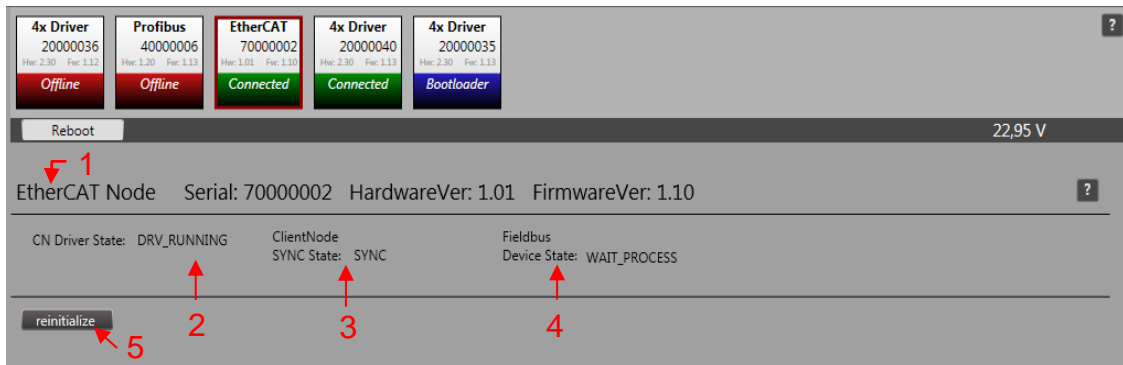 4x Driver
20000036
Hw: 2.30 Fw: 1.12
Offline
Profibus
40000006
Hw: 1.20 Fw: 1.13
Offline
EtherCAT
70000002
Hw: 1.01 Fw: 1.10
Connected
4x Driver
20000040
Hw: 2.30 Fw: 1.13
Connected
4x Driver
20000035
Hw: 2.30 Fw: 1.13
Bootloader
?
Reboot
22,95 V
1
EtherCAT Node Serial: 70000002 HardwareVer: 1.01 FirmwareVer: 1.10
?
CN Driver State: DRV_RUNNING
ClientNode
SYNC State: SYNC
Fieldbus
Device State: WAIT_PROCESS
reinitialize
2
3
4
5